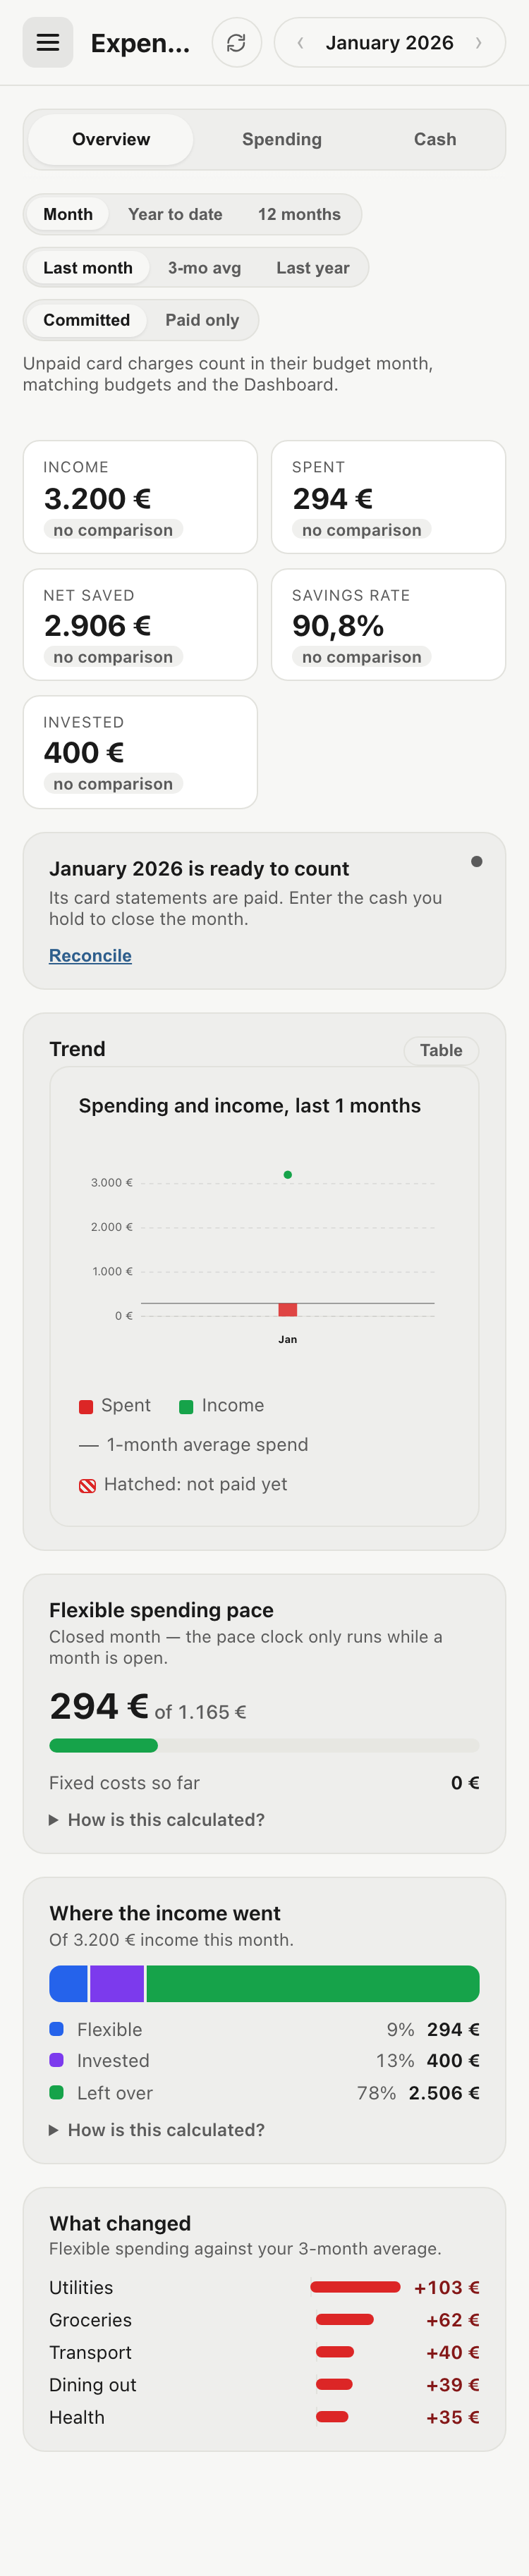 Expen...
January 2026
Overview Spending Cash
Month Year to date 12 months
Last month 3-mo avg Last year
Committed Paid only
Unpaid card charges count in their budget month,
matching budgets and the Dashboard.
INCOME
3.200 €
no comparison
SPENT
294 €
no comparison
NET SAVED
2.906 €
no comparison
SAVINGS RATE
90,8%
no comparison
INVESTED
400 €
no comparison
January 2026 is ready to count
Its card statements are paid. Enter the cash you
hold to close the month.
Reconcile
Trend
Table
Spending and income, last 1 months
3.000 €
2.000 €
1.000 €
0 €
Jan
Spent Income
1-month average spend
Hatched: not paid yet
Flexible spending pace
Closed month — the pace clock only runs while a
month is open.
294 € of 1.165 €
Fixed costs so far 0 €
How is this calculated?
Where the income went
Of 3.200 € income this month.
Flexible 9% 294 €
Invested 13% 400 €
Left over 78% 2.506 €
How is this calculated?
What changed
Flexible spending against your 3-month average.
Utilities +103 €
Groceries +62 €
Transport +40 €
Dining out +39 €
Health +35 €